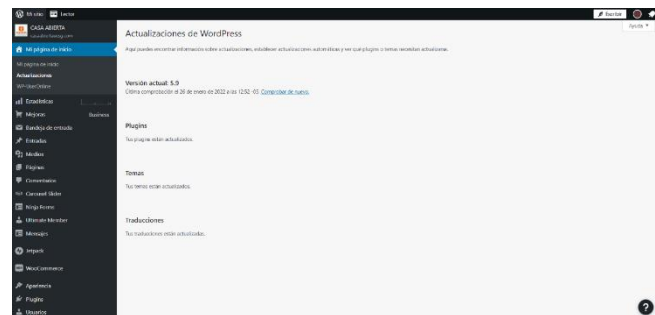 Mi sitio Lector
Escribir
CASA ABIERTA
Ayuda
Mi página de inicio
Mi página de inicio
Actualizaciones
Estadísticas
Mejoras Business
Bandeja de entrada
Entradas
Medios
Páginas
Comentarios
Carousel Slider
Ninja Forms
Ultimate Member
Mensajes
Jetpack
WooCommerce
Apariencia
Plugins
Usuarios
Actualizaciones de WordPress
Aquí puedes encontrar información sobre actualizaciones, establecer actualizaciones automáticas y ver qué plugins o temas necesitan actualizarse.
Versión actual: 5.9
Última comprobación el 26 de enero de 2022 a las 12:52 -05. Comprobar de nuevo.
Plugins
Tus plugins están actualizados.
Temas
Tus temas están actualizados.
Traducciones
Tus traducciones están actualizadas.